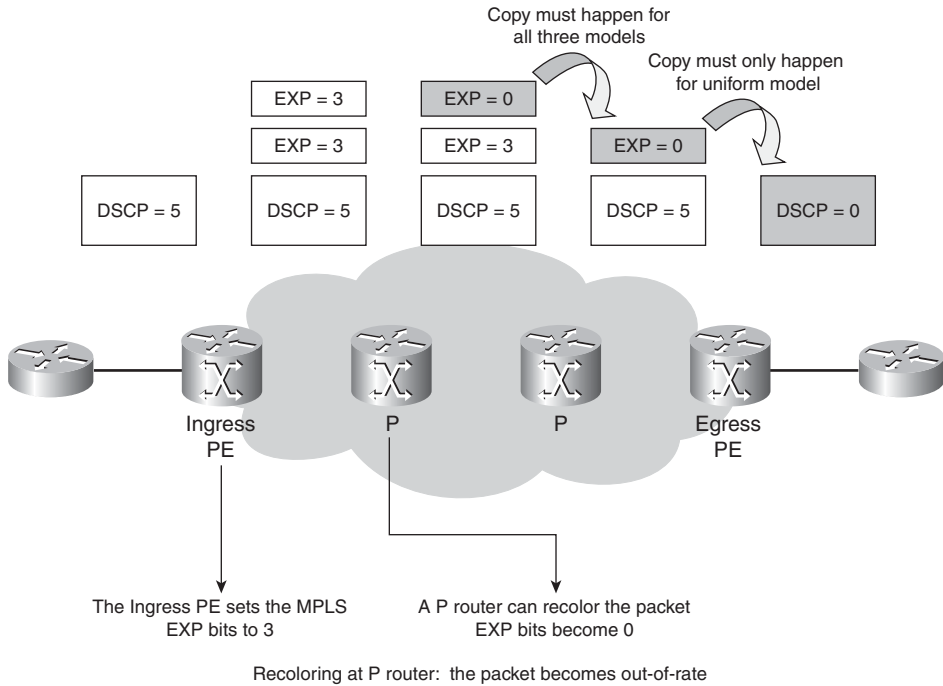 Copy must happen for
all three models
Copy must only happen
for uniform model
EXP = 3
EXP = 0
EXP = 3
EXP = 3
EXP = 0
DSCP = 5
DSCP = 5
DSCP = 5
DSCP = 5
DSCP = 0
Ingress
PE
P
P
Egress
PE
The Ingress PE sets the MPLS
EXP bits to 3
A P router can recolor the packet
EXP bits become 0
Recoloring at P router: the packet becomes out-of-rate